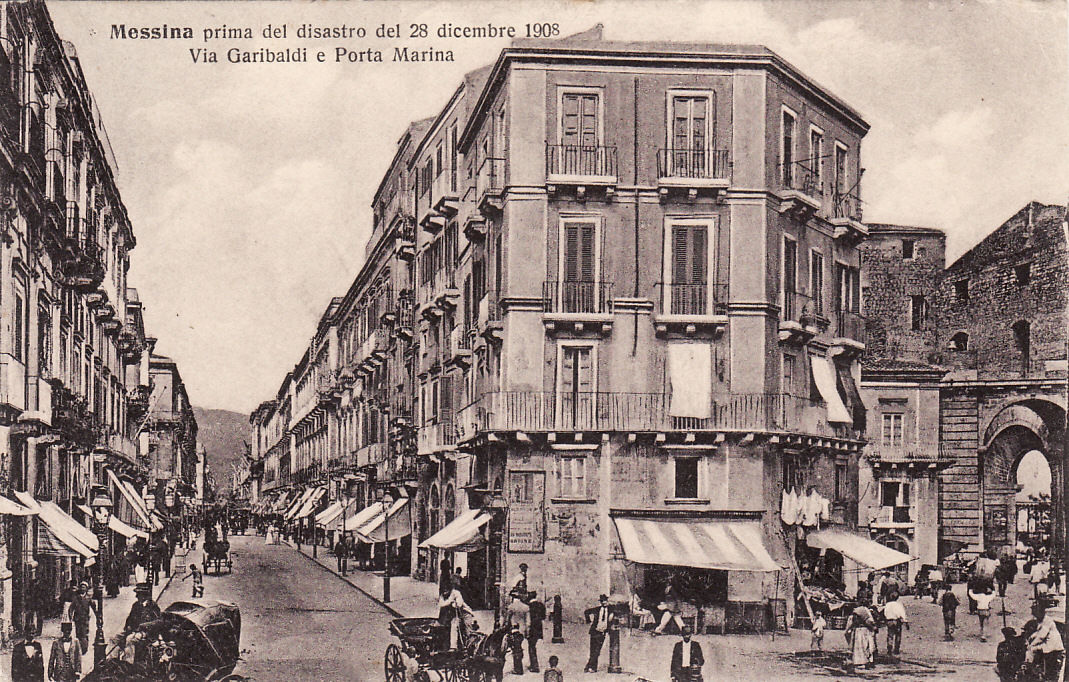 Messina prima del disastro del 28 dicembre 1908
Via Garibaldi e Porta Marina